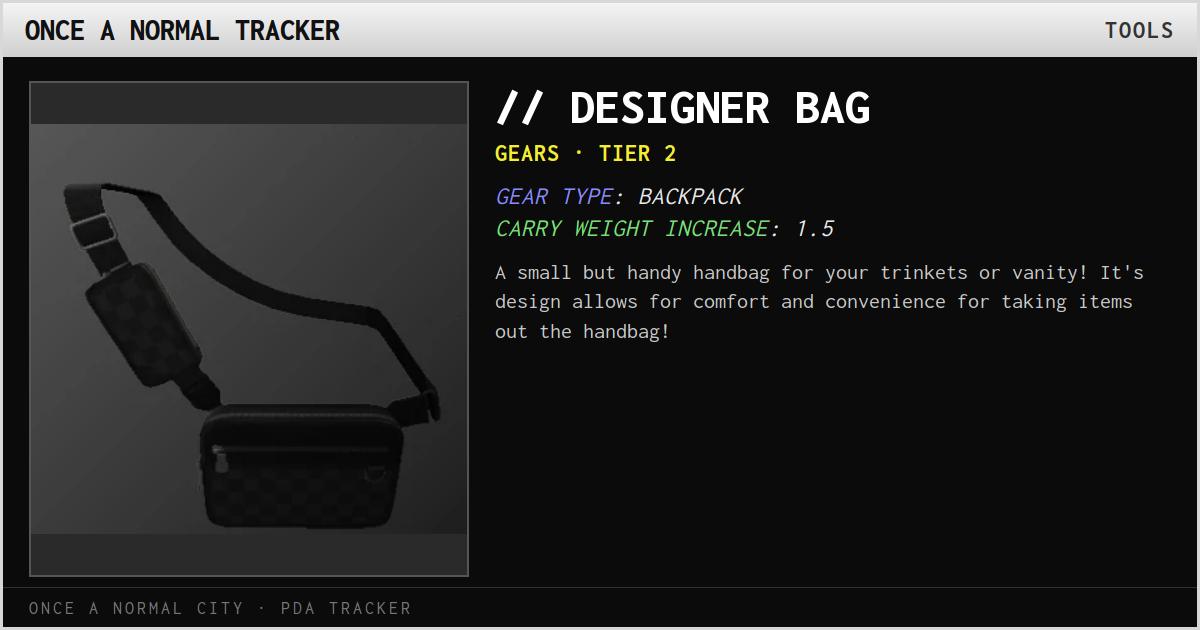 ONCE A NORMAL TRACKER
TOOLS
// DESIGNER BAG
GEARS · TIER 2
GEAR TYPE: BACKPACK
CARRY WEIGHT INCREASE: 1.5
A small but handy handbag for your trinkets or vanity! It's
design allows for comfort and convenience for taking items
out the handbag!
ONCE A NORMAL CITY · PDA TRACKER